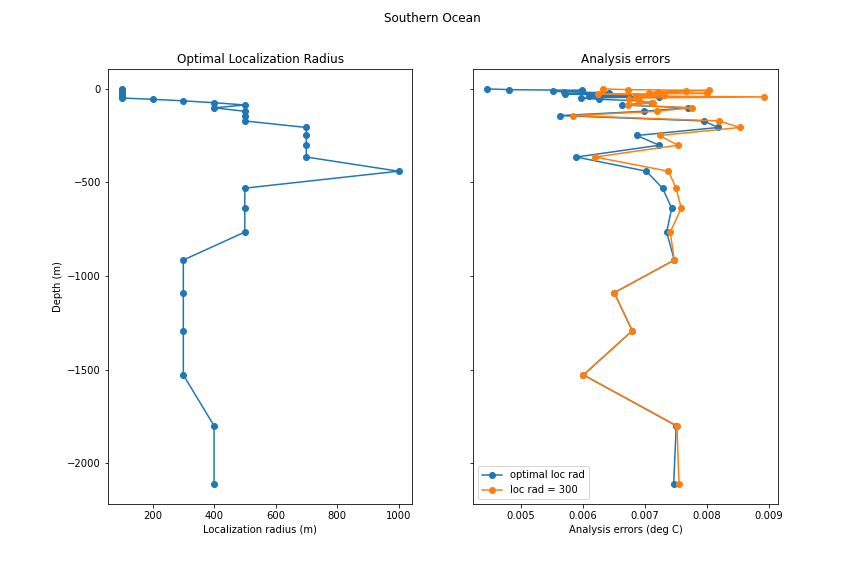 Southern Ocean
Optimal Localization Radius
Analysis errors
0
−500
−1000
−1500
−2000
Depth (m)
200 400 600 800 1000
Localization radius (m)
optimal loc rad
loc rad = 300
0.005 0.006 0.007 0.008 0.009
Analysis errors (deg C)